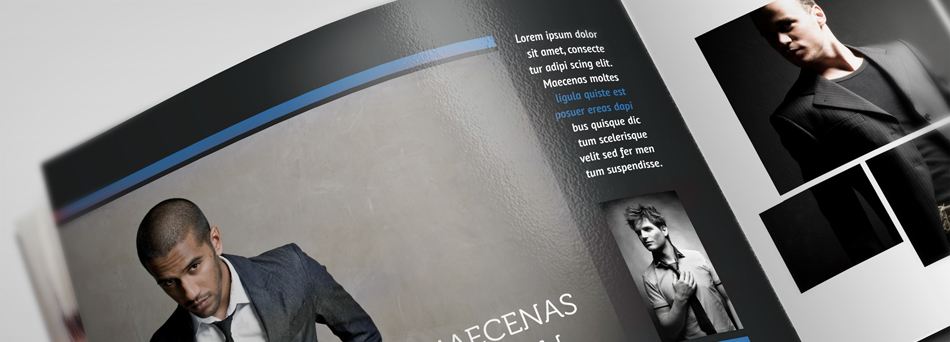 Lorem ipsum dolor
sit amet, consecte
tur adipi scing elit.
Maecenas moltes
ligula quiste est
posuer ereas dapi
bus quisque dic
tum scelerisque
velit sed fer men
tum suspendisse.
MAECENAS